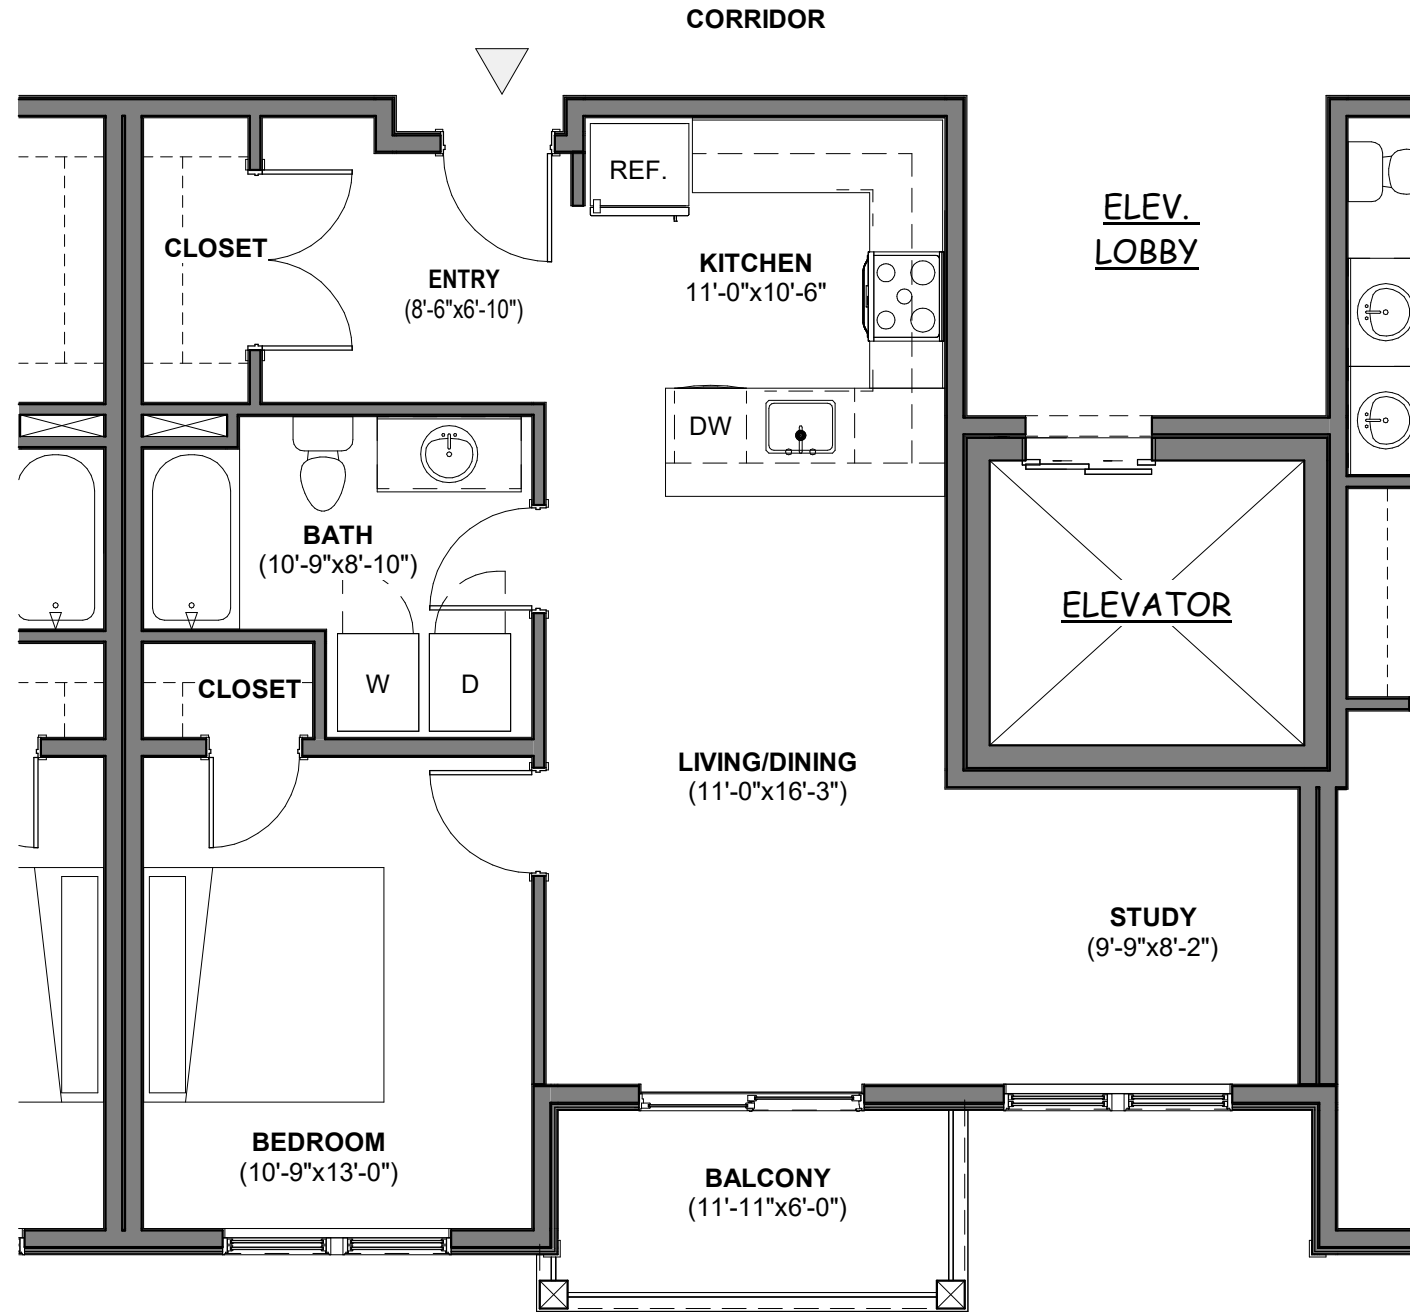 CORRIDOR
REF.
ELEV.
LOBBY
CLOSET
KITCHEN
11'-0"x10'-6"
ENTRY
(8'-6"x6'-10")
DW
BATH
(10'-9"x8'-10")
ELEVATOR
CLOSET
W
D
LIVING/DINING
(11'-0"x16'-3")
STUDY
(9'-9"x8'-2")
BEDROOM
(10'-9"x13'-0")
BALCONY
(11'-11"x6'-0")